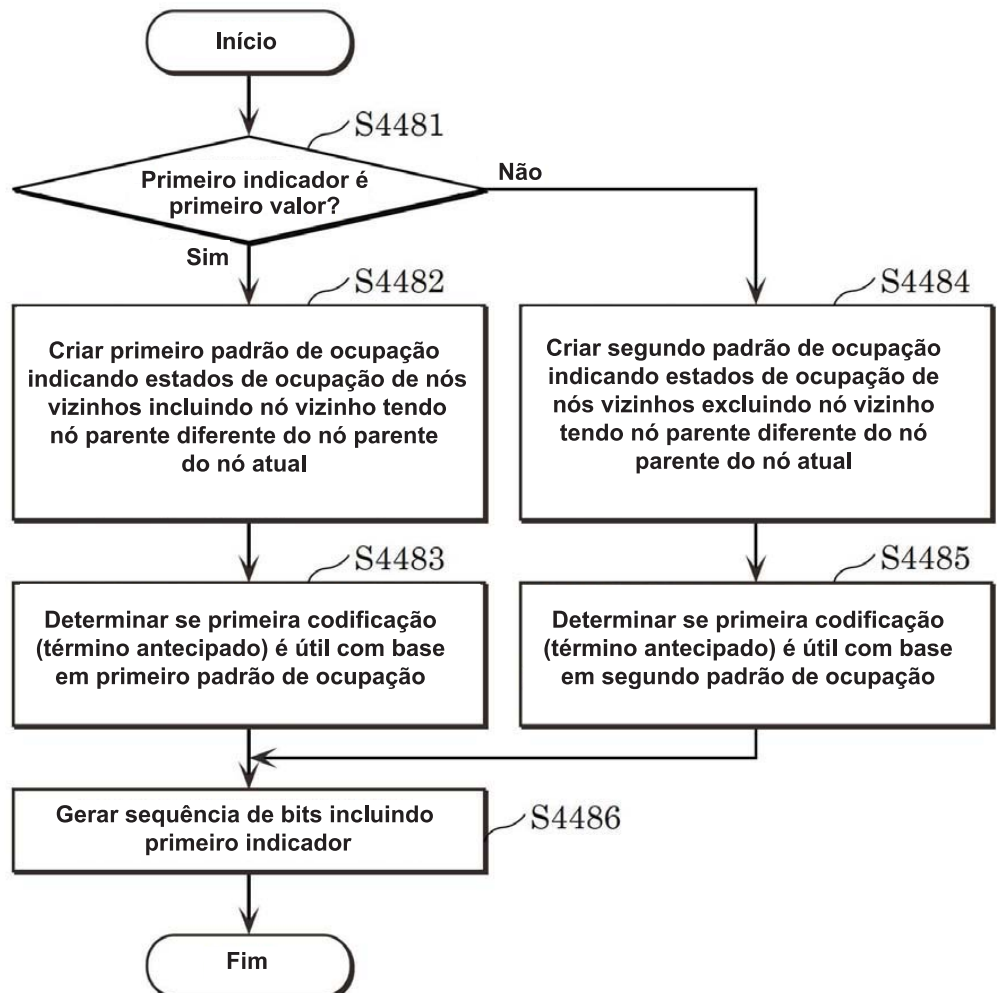 Início
S4481
Primeiro indicador é
primeiro valor?
Não
Sim
S4482
Criar primeiro padrão de ocupação
indicando estados de ocupação de nós
vizinhos incluindo nó vizinho tendo
nó parente diferente do nó parente
do nó atual
S4484
Criar segundo padrão de ocupação
indicando estados de ocupação de
nós vizinhos excluindo nó vizinho
tendo nó parente diferente do nó
parente do nó atual
S4483
Determinar se primeira codificação
(término antecipado) é útil com base
em primeiro padrão de ocupação
S4485
Determinar se primeira codificação
(término antecipado) é útil com base
em segundo padrão de ocupação
Gerar sequência de bits incluindo
primeiro indicador
S4486
Fim